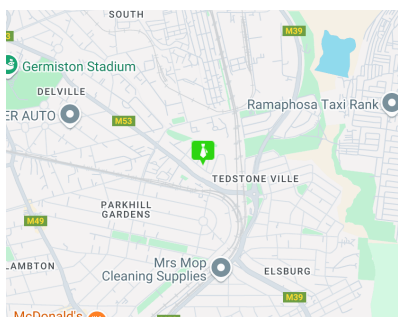 SOUTH
M39
3
Germiston Stadium
DELVILLE
Ramaphosa Taxi Rank
ER AUTO
M53
TEDSTONE VILLE
PARKHILL
GARDENS
M49
LAMBTON
Mrs Mop
Cleaning Supplies
ELSBURG
M39
McDonald's